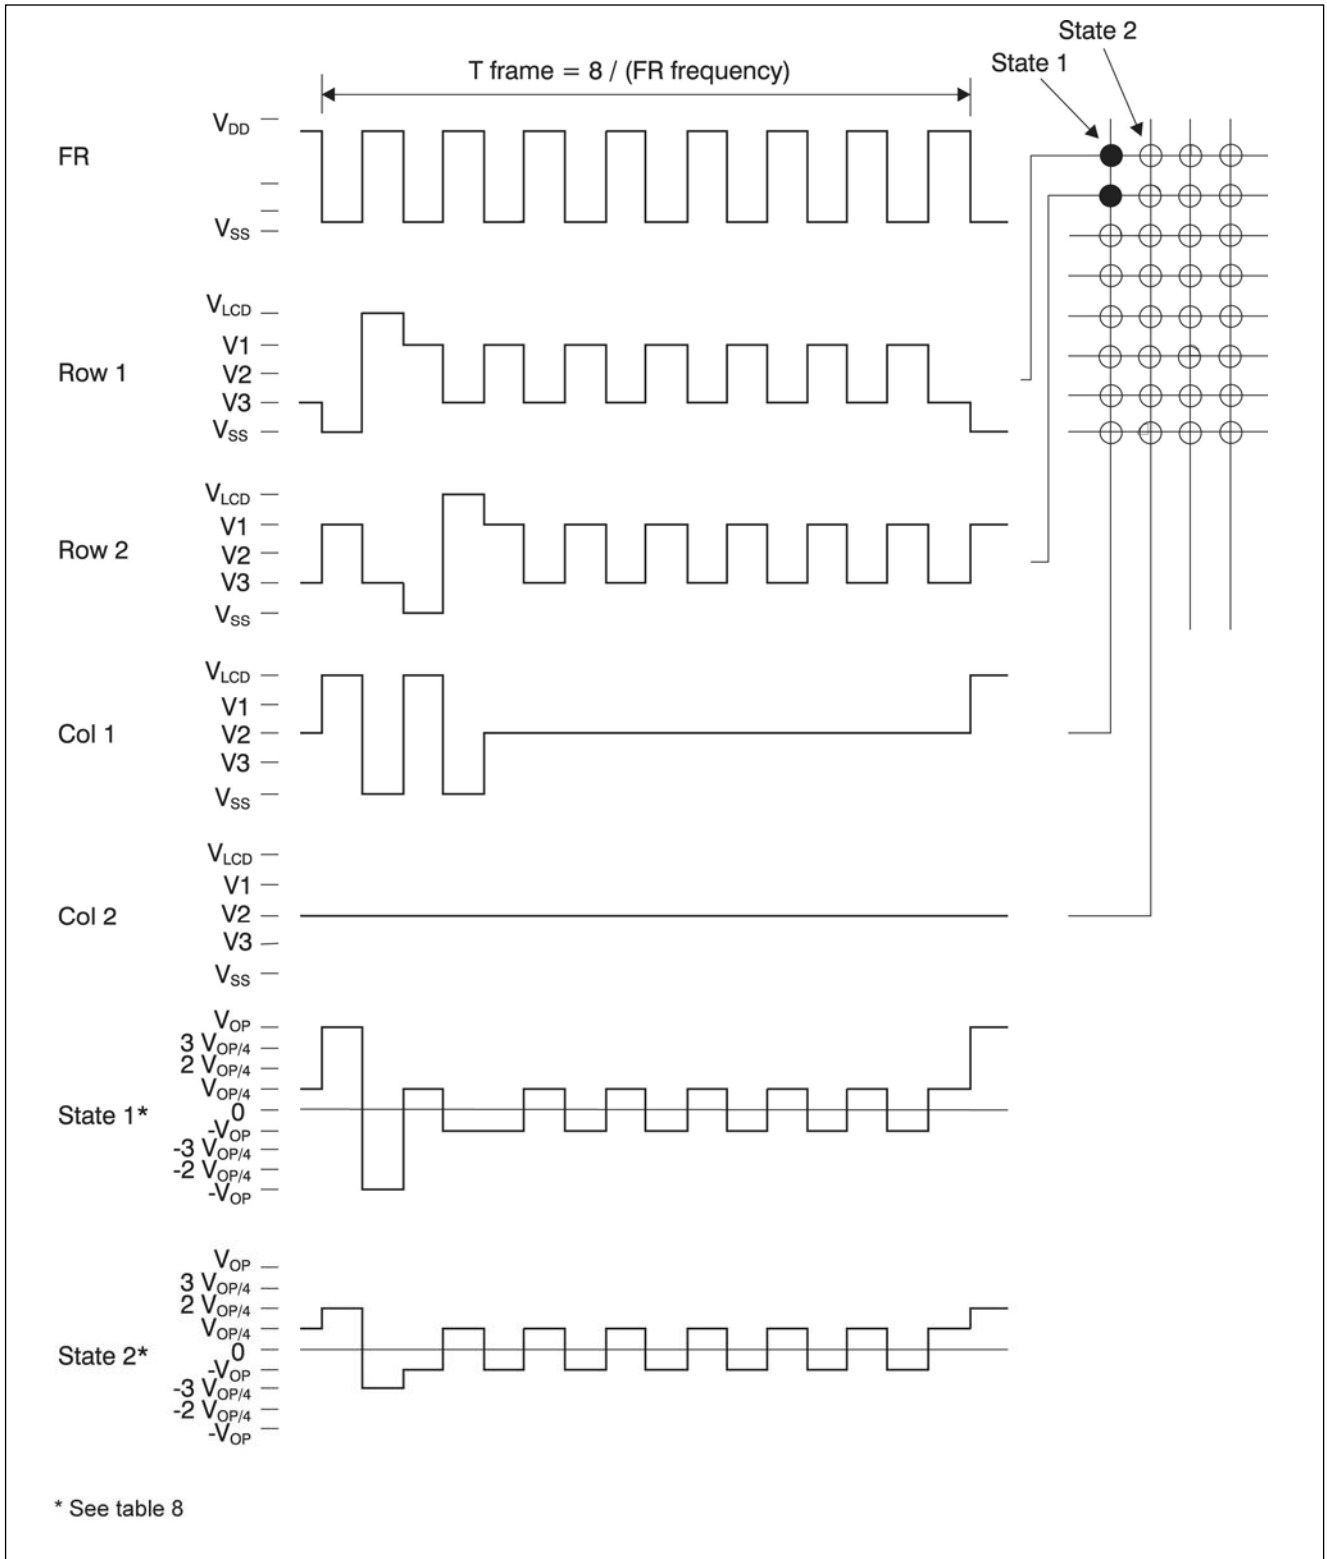 State 2
State 1
T frame = 8 / (FR frequency)
FR
VDD
VSS
Row 1
VLCD
V1
V2
V3
VSS
Row 2
VLCD
V1
V2
V3
VSS
Col 1
VLCD
V1
V2
V3
VSS
Col 2
VLCD
V1
V2
V3
VSS
State 1*
VOP
3 VOP/4
2 VOP/4
VOP/4
0
-VOP
-3 VOP/4
-2 VOP/4
-VOP
State 2*
VOP
3 VOP/4
2 VOP/4
VOP/4
0
-VOP
-3 VOP/4
-2 VOP/4
-VOP
* See table 8